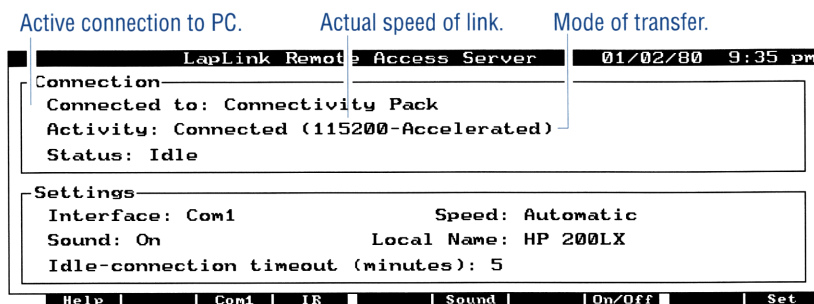 Active connection to PC. Actual speed of link. Mode of transfer.
LapLink Remote Access Server 01/02/80 9:35 pm
Connection
Connected to: Connectivity Pack
Activity: Connected (115200-Accelerated)
Status: Idle
Settings
Interface: Com1 Speed: Automatic
Sound: On Local Name: HP 200LX
Idle-connection timeout (minutes): 5
Help Com1 IR Sound On/Off Set